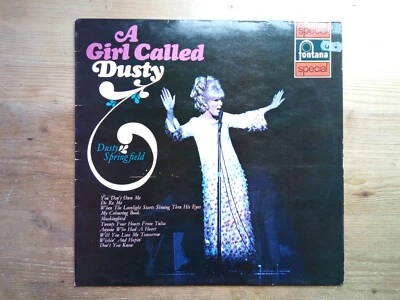 A
Girl Called
Dusty
special
fontana
special
Dusty
Springfield
You Don't Own Me
Do Re Me
When The Lovelight Starts Shining Thru His Eyes
My Colouring Book
Mockingbird
Twenty Four Hours From Tulsa
Anyone Who Had A Heart
Will You Love Me Tomorrow
Wishin' And Hopin'
Don't You Know